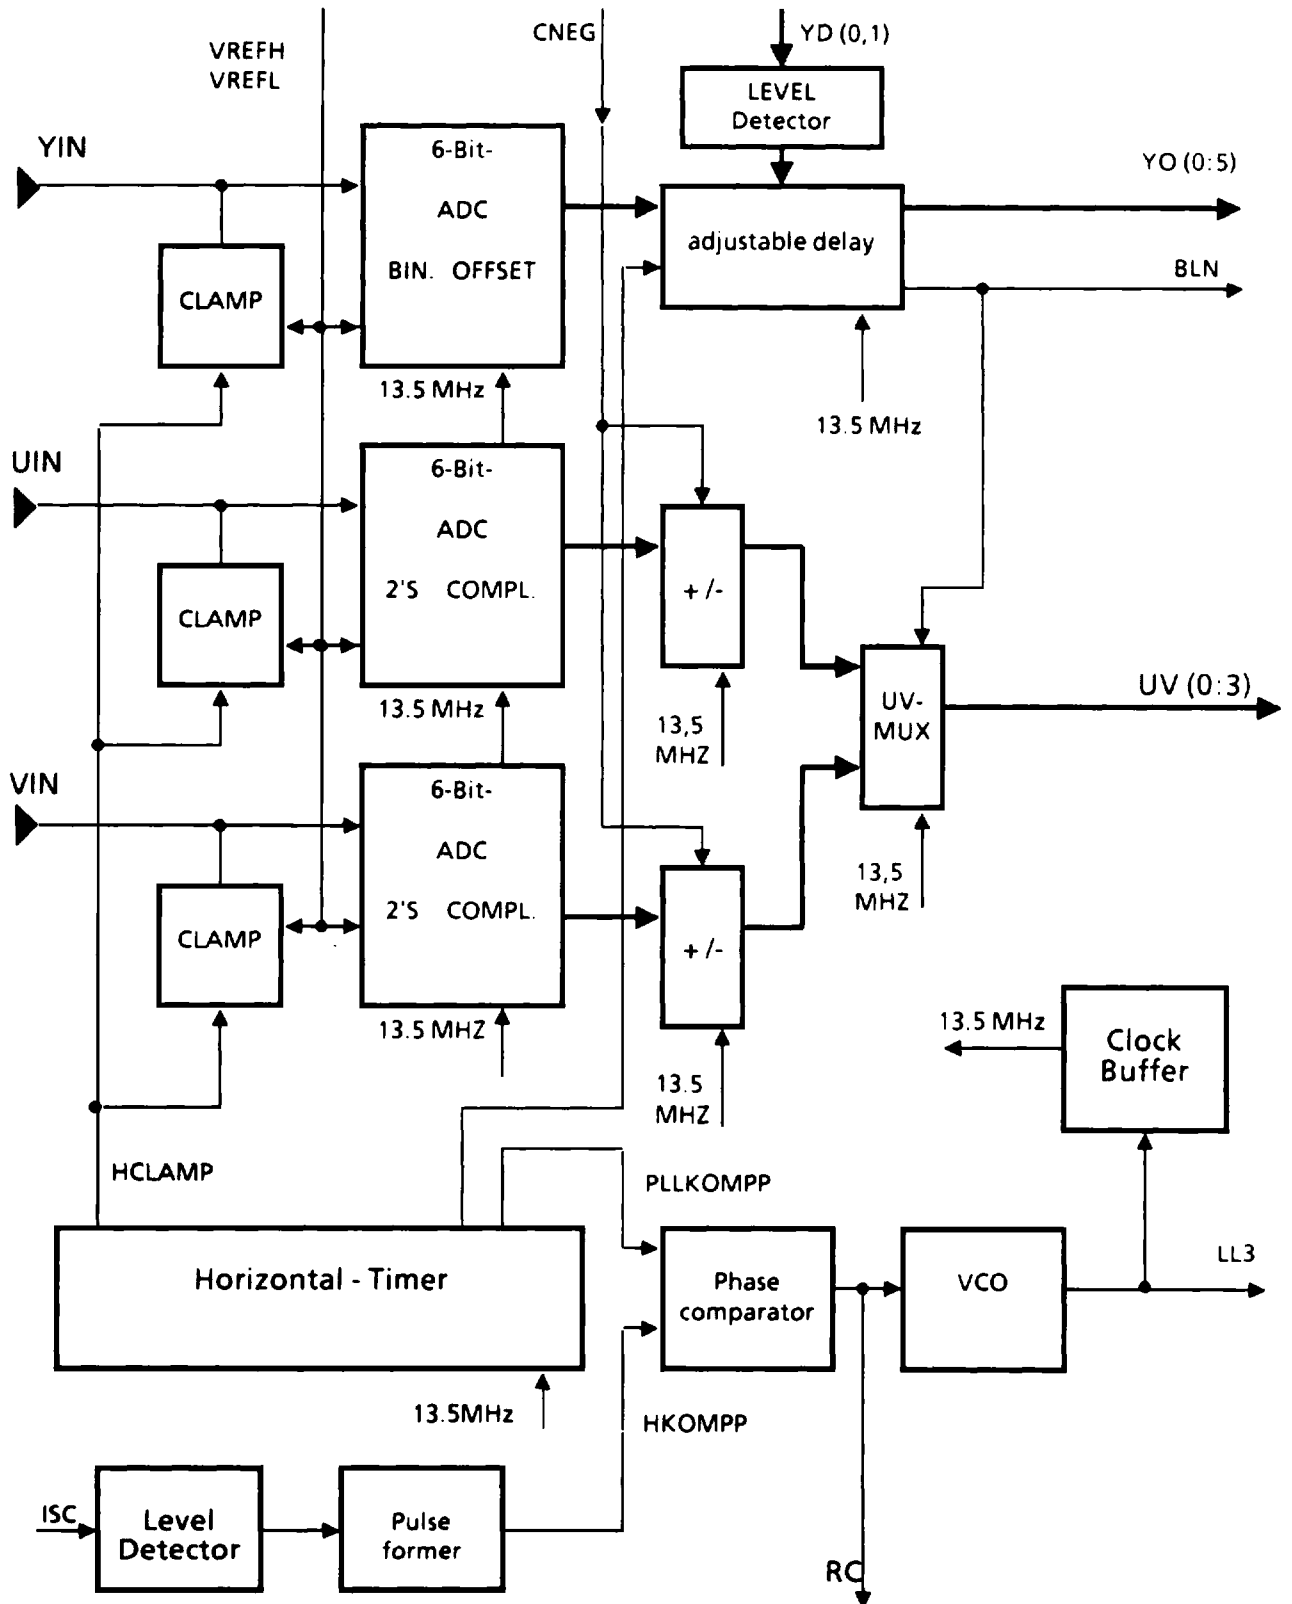 VREFH
VREFL
CNEG
YD (0,1)
LEVEL
Detector
YIN
6-Bit-
ADC
BIN. OFFSET
YO (0:5)
adjustable delay
BLN
CLAMP
13.5 MHz
13.5 MHz
UIN
6-Bit-
ADC
2'S COMPL.
+/-
CLAMP
13.5 MHz
13,5
MHZ
UV-
MUX
UV (0:3)
VIN
6-Bit-
ADC
2'S COMPL.
13,5
MHZ
CLAMP
+/-
13.5 MHZ
13.5
MHZ
13.5 MHz
Clock
Buffer
HCLAMP
PLLKOMPP
Horizontal - Timer
Phase
comparator
VCO
LL3
13.5MHz
HKOMPP
ISC
Level
Detector
Pulse
former
RC